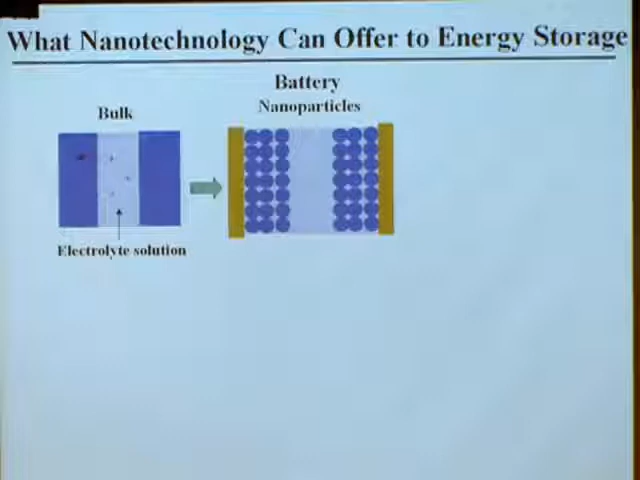 What Nanotechnology Can Offer to Energy Storage
Battery
Nanoparticles
Bulk
Electrolyte solution